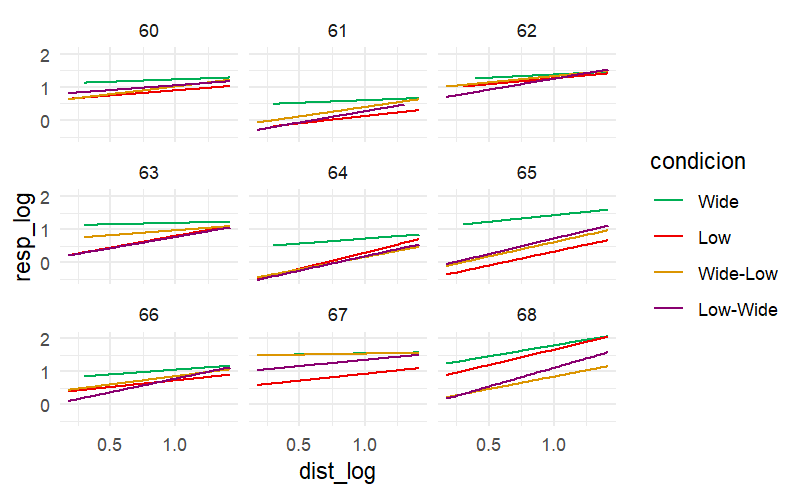 60 61 62
2
1
0
63 64 65
2
1
0
66 67 68
2
1
0
0.5 1.0 0.5 1.0 0.5 1.0
dist_log
resp_log
condicion
Wide
Low
Wide-Low
Low-Wide